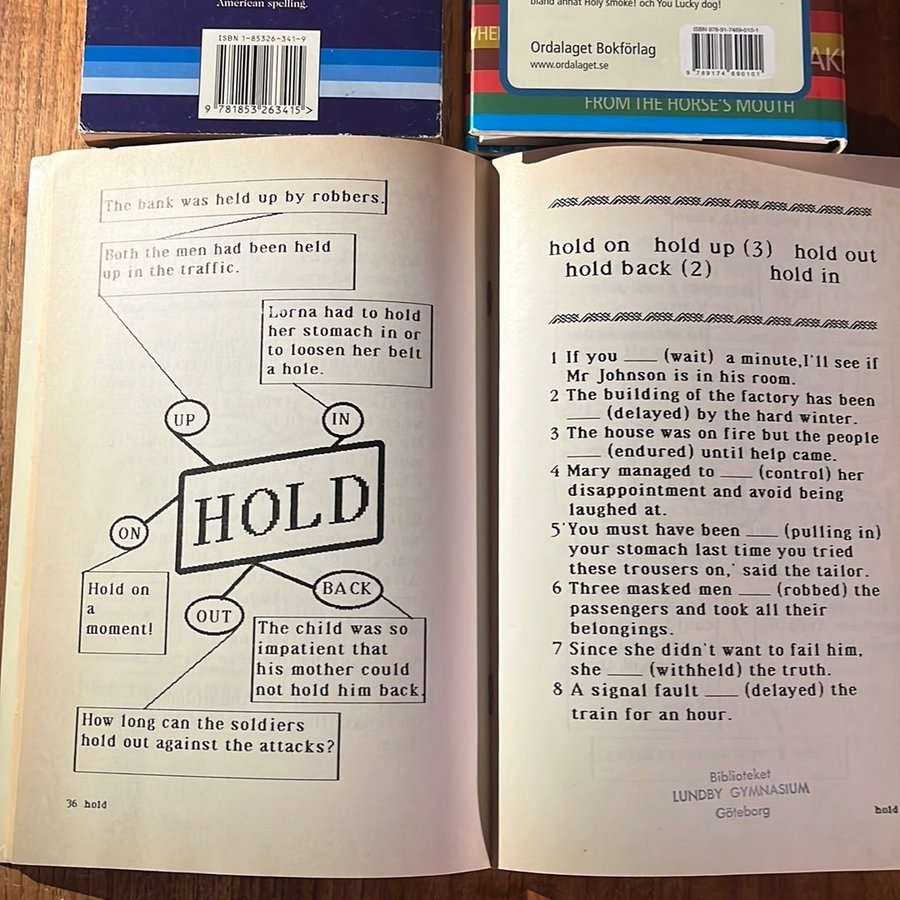 American spelling.
ISBN 1-85326-341-9
9 781853 263415 >
bland annat Holy smoke! och You Lucky dog!
Ordalaget Bokförlag
www.ordalaget.se
ISBN 978-91-7469-010-1
9 789174 690101
FROM THE HORSE'S MOUTH
The bank was held up by robbers.
Both the men had been held
up in the traffic.
Lorna had to hold
her stomach in or
to loosen her belt
a hole.
UP
IN
HOLD
ON
OUT
BACK
Hold on
a
moment!
The child was so
impatient that
his mother could
not hold him back.
How long can the soldiers
hold out against the attacks?
36 hold
hold on hold up (3) hold out
hold back (2) hold in
1 If you ___ (wait) a minute,I'll see if
Mr Johnson is in his room.
2 The building of the factory has been
___ (delayed) by the hard winter.
3 The house was on fire but the people
___ (endured) until help came.
4 Mary managed to ___ (control) her
disappointment and avoid being
laughed at.
5 'You must have been ___ (pulling in)
your stomach last time you tried
these trousers on,' said the tailor.
6 Three masked men ___ (robbed) the
passengers and took all their
belongings.
7 Since she didn't want to fail him,
she ___ (withheld) the truth.
8 A signal fault ___ (delayed) the
train for an hour.
Biblioteket
LUNDBY GYMNASIUM
Göteborg
hold